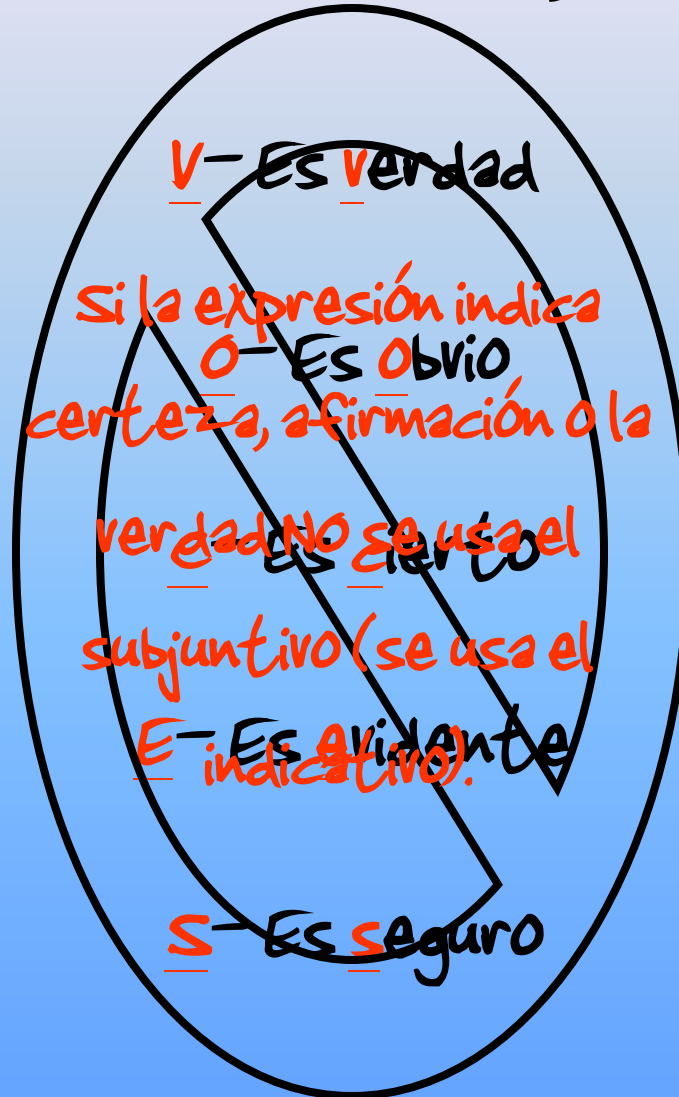 V- Es verdad
Si la expresión indica
O- Es Obvio
certeza, afirmación o la
verdad NO se usa el
C- Es cierto
subjuntivo (se usa el
E- Es evidente
indicativo).
S- Es seguro